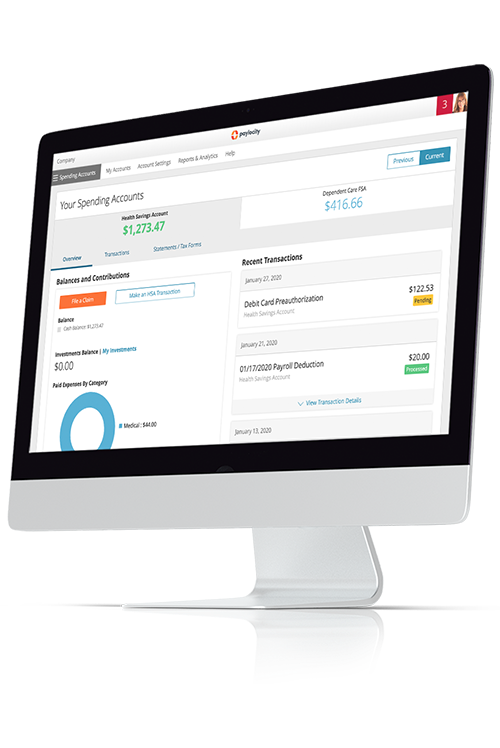 paylocity
3
Company
Spending Accounts
My Accounts
Account Settings
Reports & Analytics
Help
Previous
Current
Your Spending Accounts
Health Savings Account
$1,273.47
Dependent Care FSA
$416.66
Overview
Transactions
Statements / Tax Forms
Balances and Contributions
File a Claim
Make an HSA Transaction
Balance
Cash Balance: $1,273.47
Investments Balance | My Investments
$0.00
Paid Expenses By Category
Medical : $44.00
Recent Transactions
January 27, 2020
Debit Card Preauthorization
$122.53
Health Savings Account
Pending
January 21, 2020
01/17/2020 Payroll Deduction
$20.00
Health Savings Account
Processed
View Transaction Details
January 13, 2020